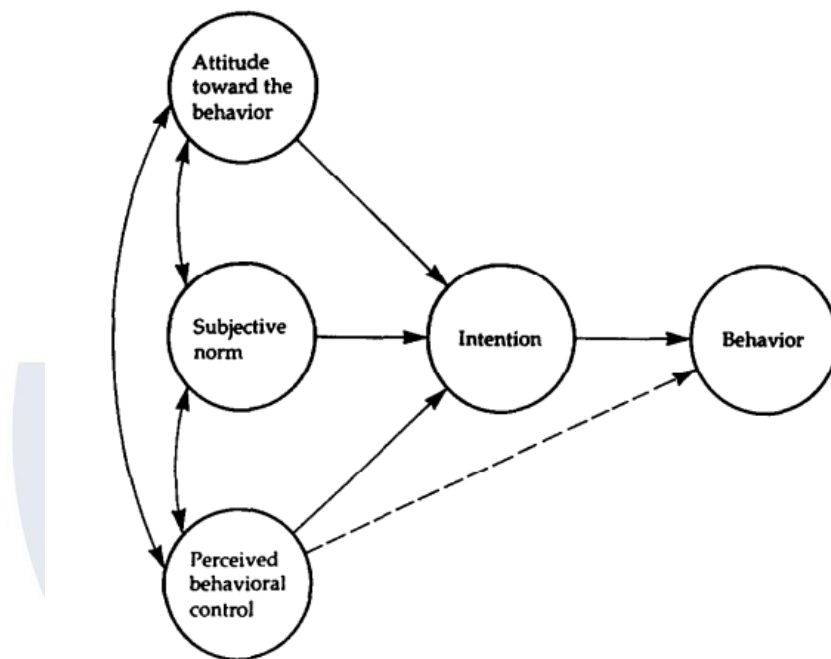 Attitude
toward the
behavior
Subjective
norm
Intention
Behavior
Perceived
behavioral
control